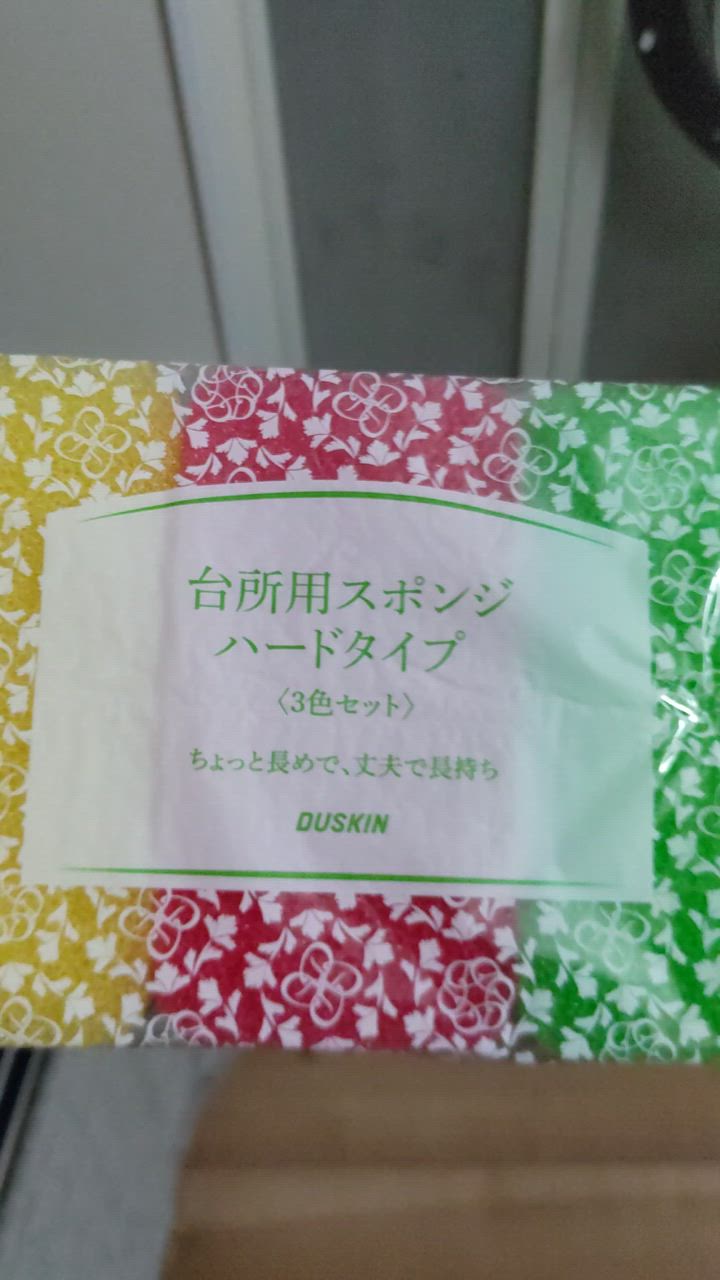 台所用スポンジ
ハードタイプ
〈3色セット〉
ちょっと長めで、丈夫で長持ち
DUSKIN